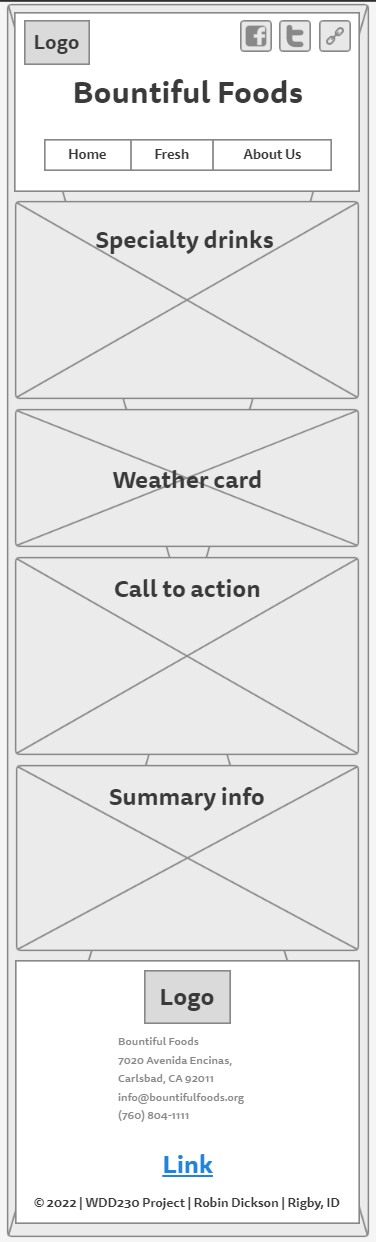 Logo
Bountiful Foods
Home Fresh About Us
Specialty drinks
Weather card
Call to action
Summary info
Logo
Bountiful Foods
7020 Avenida Encinas,
Carlsbad, CA 92011
info@bountifulfoods.org
(760) 804-1111
Link
© 2022 | WDD230 Project | Robin Dickson | Rigby, ID